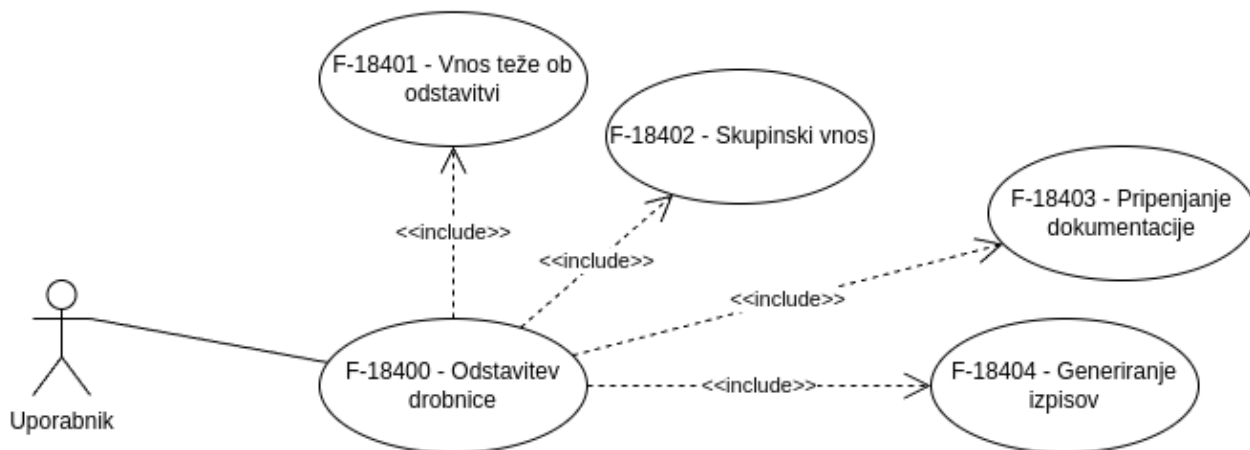 F-18401 - Vnos teže ob
odstavitvi
F-18402 - Skupinski vnos
F-18403 - Pripenjanje
dokumentacije
<<include>>
<<include>>
<<include>>
F-18400 - Odstavitev
drobnice
<<include>>
F-18404 - Generiranje
izpisov
Uporabnik